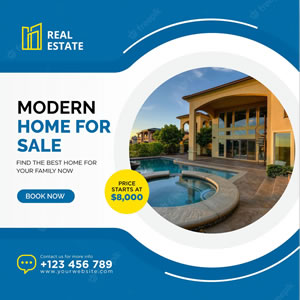 REAL
ESTATE
MODERN
HOME FOR
SALE
FIND THE BEST HOME FOR
YOUR FAMILY NOW
BOOK NOW
PRICE
STARTS AT
$8,000
Contact us for more info
+123 456 789
www.yourwebsite.com